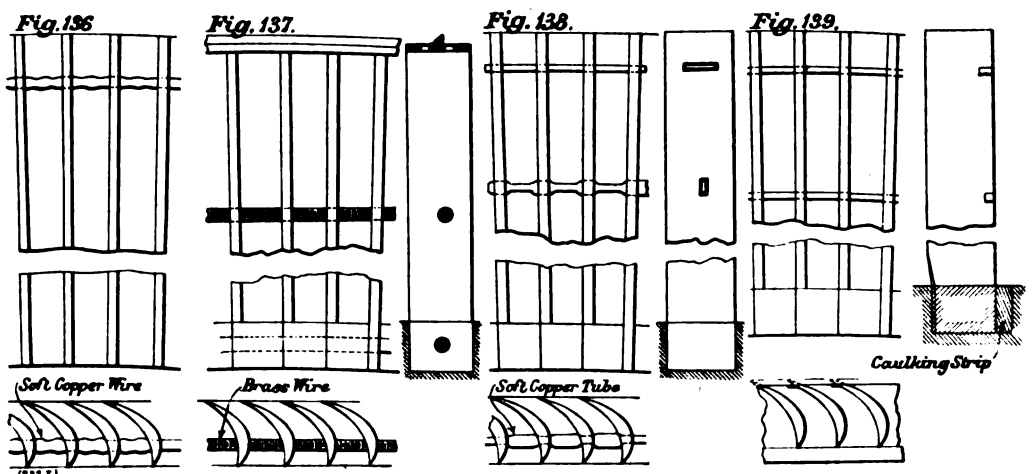 Fig. 136
Fig. 137.
Fig. 138.
Fig. 139.
Caulking Strip
Soft Copper Wire
Brass Wire
Soft Copper Tube